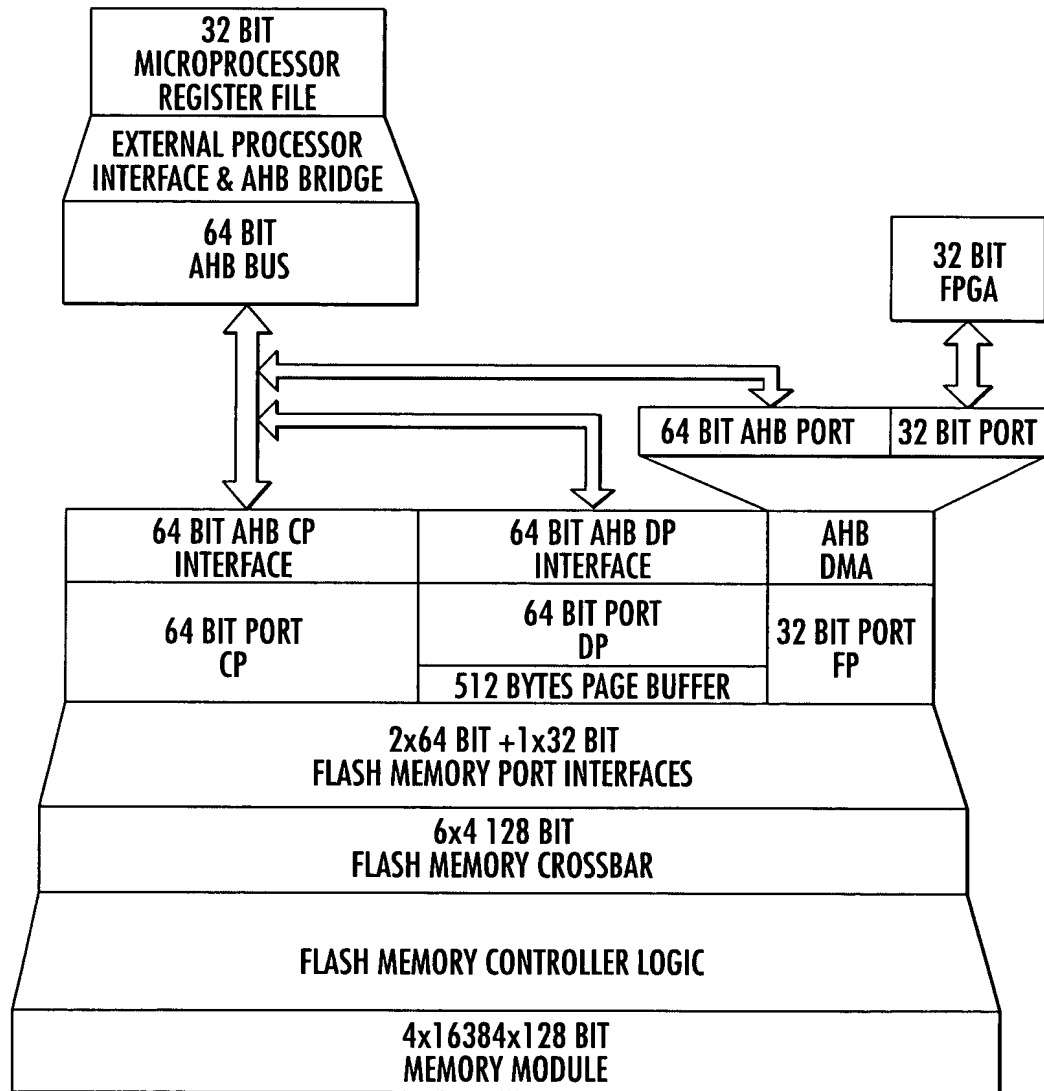 32 BIT
MICROPROCESSOR
REGISTER FILE
EXTERNAL PROCESSOR
INTERFACE & AHB BRIDGE
64 BIT
AHB BUS
32 BIT
FPGA
64 BIT AHB PORT
32 BIT PORT
64 BIT AHB CP
INTERFACE
64 BIT AHB DP
INTERFACE
AHB
DMA
64 BIT PORT
CP
64 BIT PORT
DP
512 BYTES PAGE BUFFER
32 BIT PORT
FP
2x64 BIT +1x32 BIT
FLASH MEMORY PORT INTERFACES
6x4 128 BIT
FLASH MEMORY CROSSBAR
FLASH MEMORY CONTROLLER LOGIC
4x16384x128 BIT
MEMORY MODULE